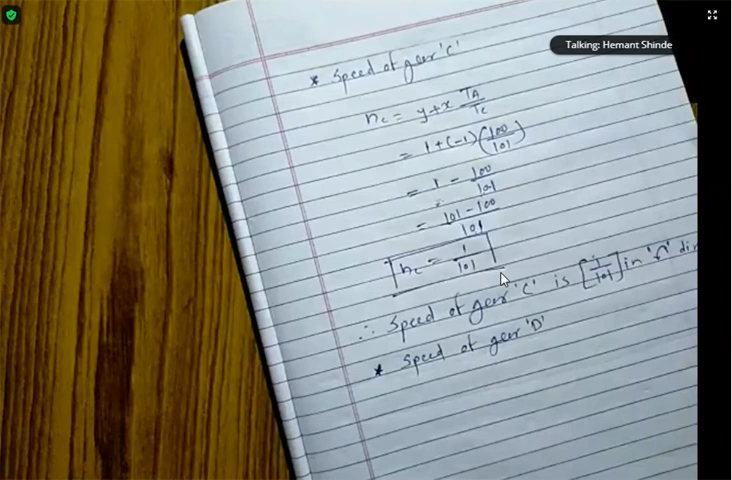 Talking: Hemant Shinde
* Speed of gear 'C'
nc = y + x TA/Tc
= 1 + (-1) (100/101)
= 1 - 100/101
= 101 - 100/101
nc = 1/101
∴ Speed of gear 'C' is [1/101] in '↶' din
* Speed of gear 'D'